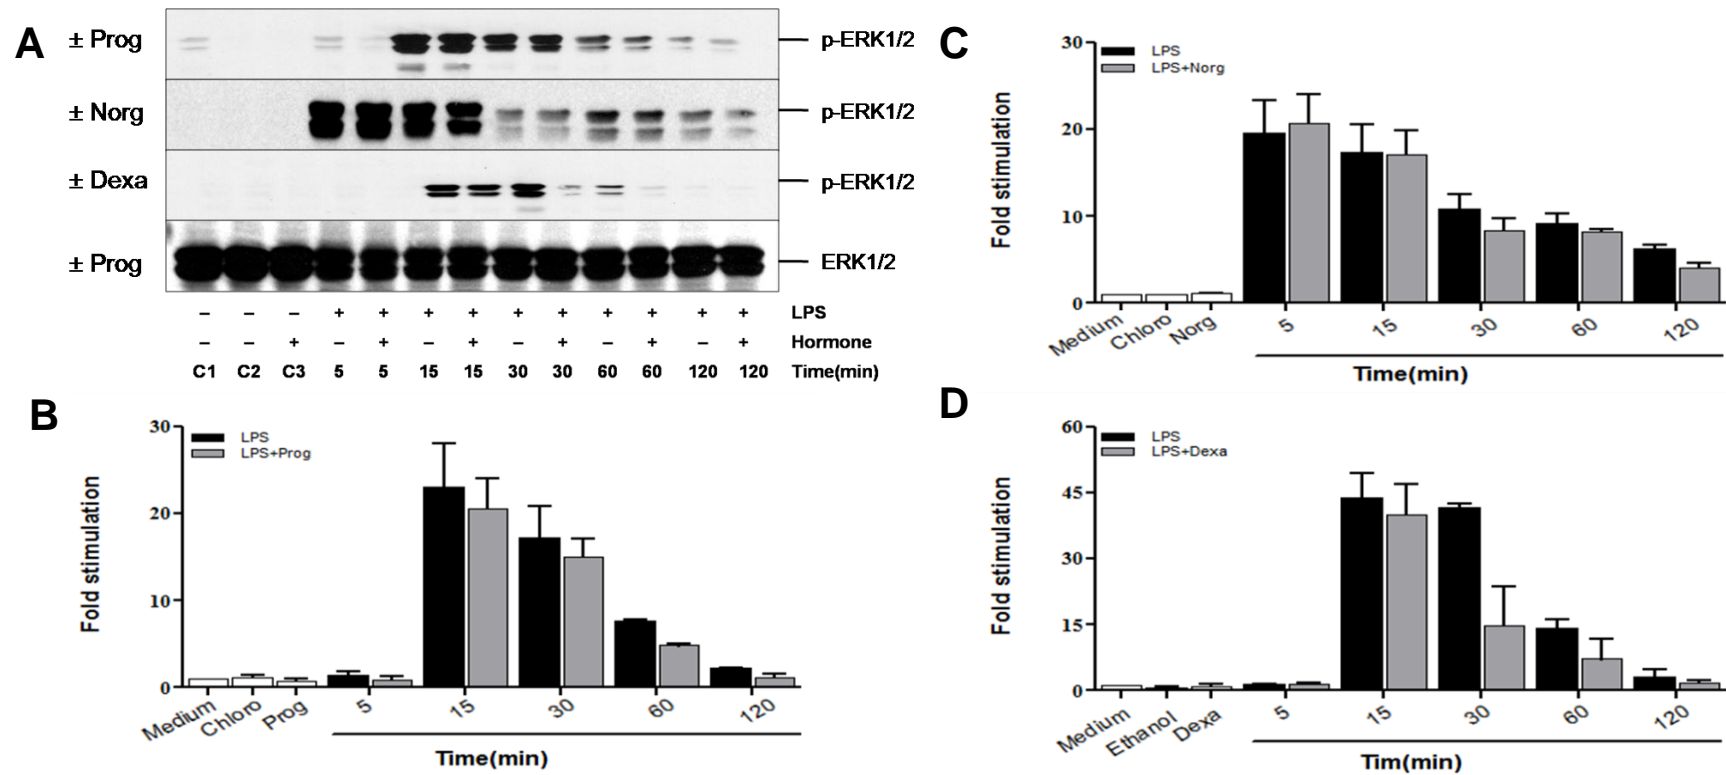 A
± Prog
p-ERK1/2
± Norg
p-ERK1/2
± Dexa
p-ERK1/2
± Prog
ERK1/2
– – – + + + + + + + + + + LPS
– – + – + – + – + – + – + Hormone
C1 C2 C3 5 5 15 15 30 30 60 60 120 120 Time(min)
B
30
20
10
0
Fold stimulation
LPS
LPS+Prog
Medium Chloro Prog 5 15 30 60 120
Time(min)
C
30
20
10
0
Fold stimulation
LPS
LPS+Norg
Medium Chloro Norg 5 15 30 60 120
Time(min)
D
60
45
30
15
0
Fold stimulation
LPS
LPS+Dexa
Medium Ethanol Dexa 5 15 30 60 120
Tim(min)